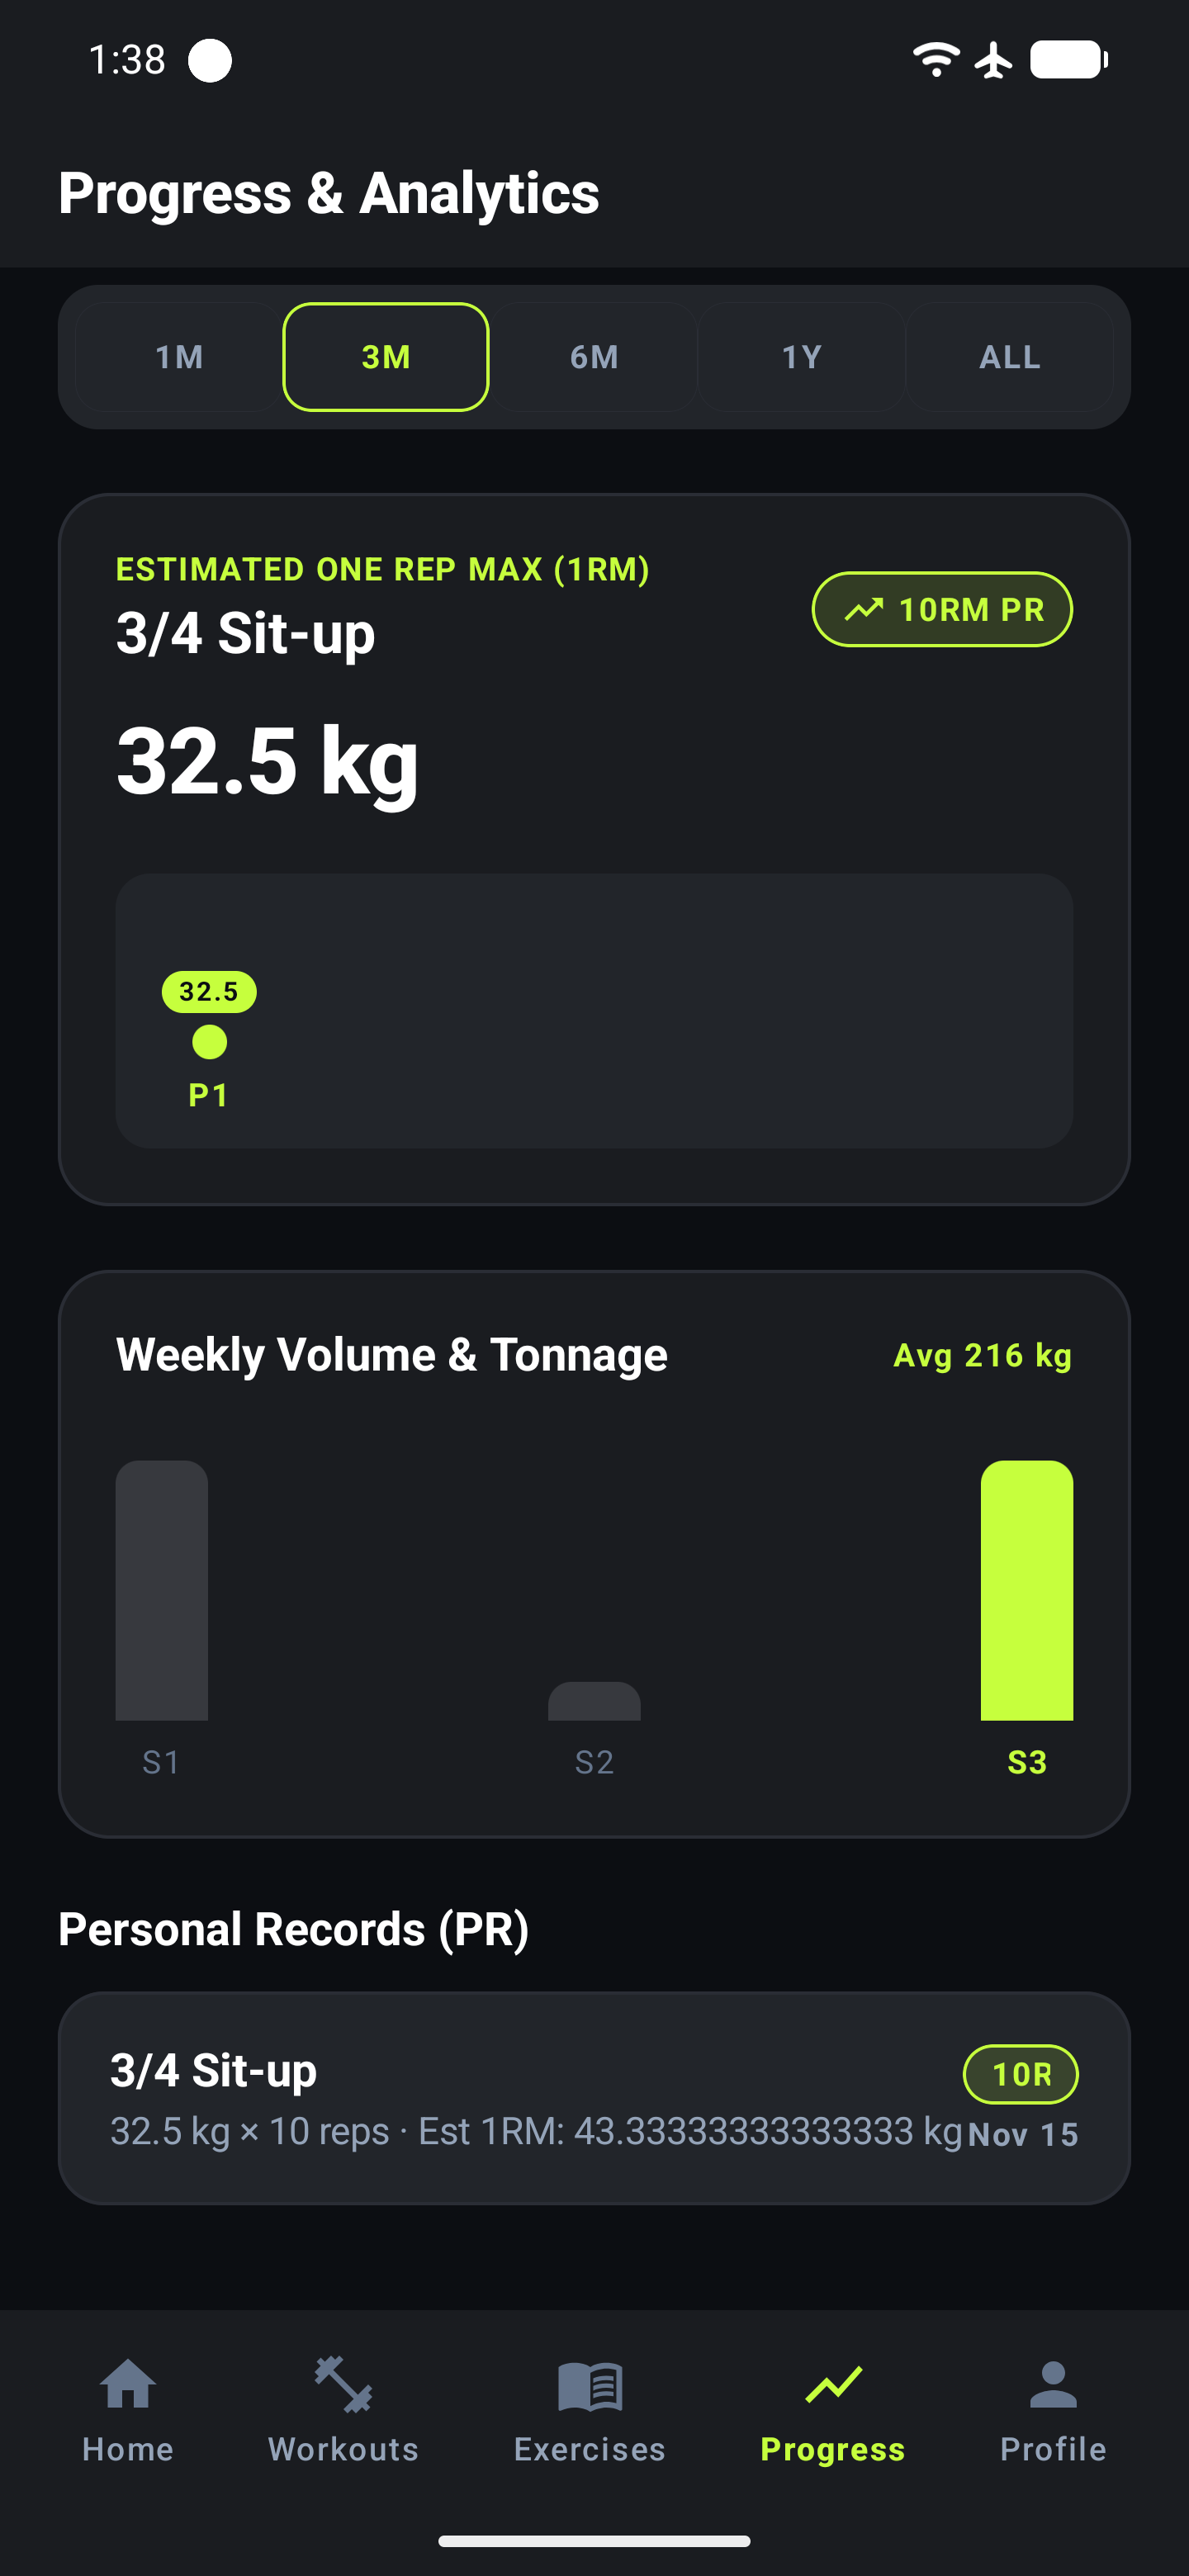 1:38
Progress & Analytics
1M 3M 6M 1Y ALL
ESTIMATED ONE REP MAX (1RM)
3/4 Sit-up
10RM PR
32.5 kg
32.5
P1
Weekly Volume & Tonnage
Avg 216 kg
S1 S2 S3
Personal Records (PR)
3/4 Sit-up
10R
32.5 kg × 10 reps · Est 1RM: 43.33333333333333 kg
Nov 15
Home Workouts Exercises Progress Profile